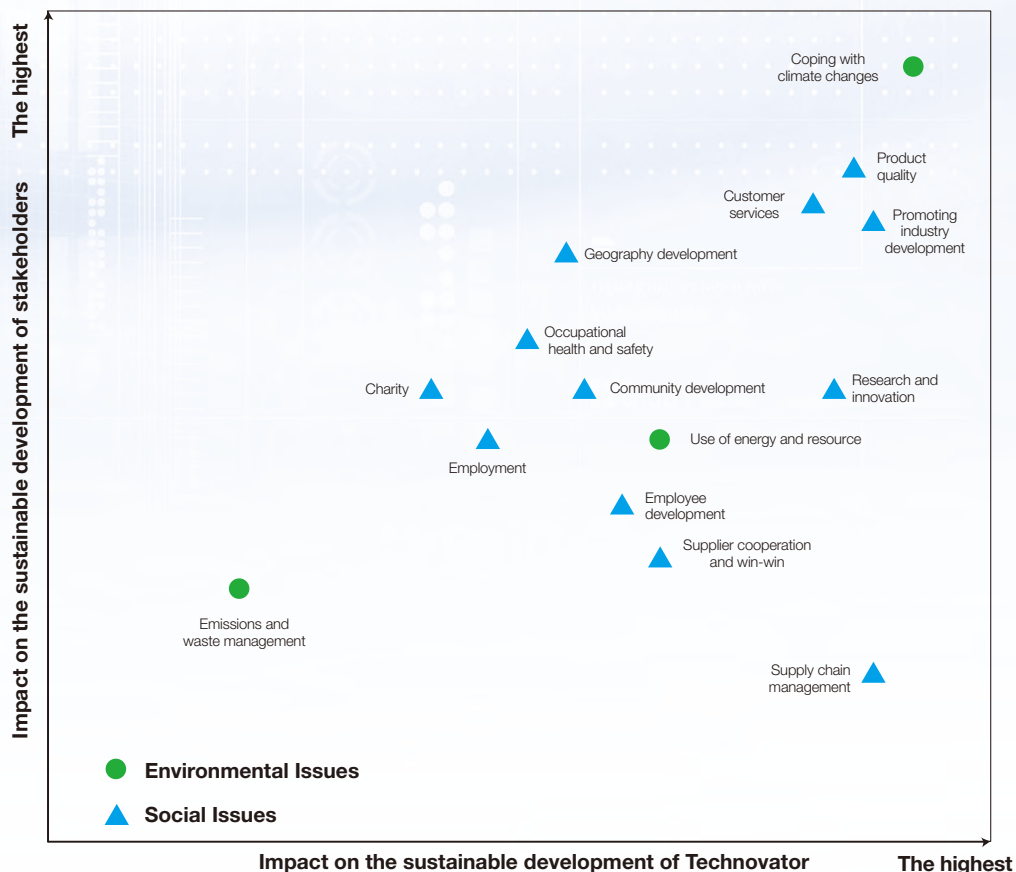 The highest
Impact on the sustainable development of stakeholders
Coping with
climate changes
Product
quality
Customer
services
Promoting
industry
development
Geography development
Occupational
health and safety
Charity
Community development
Research and
innovation
Employment
Use of energy and resource
Employee
development
Supplier cooperation
and win-win
Emissions and
waste management
Supply chain
management
Environmental Issues
Social Issues
Impact on the sustainable development of Technovator
The highest